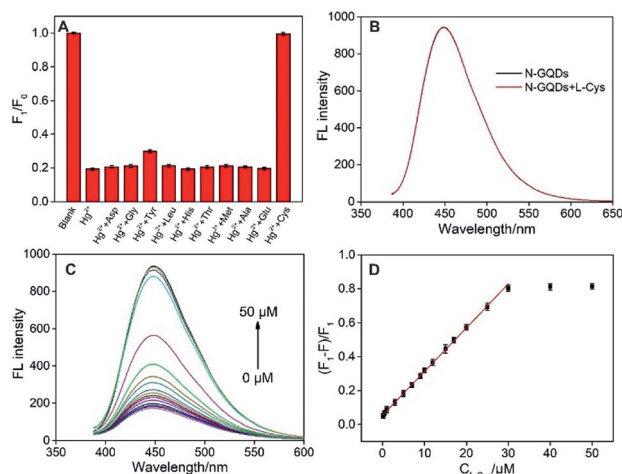 A
F₁/F₀
1.0
0.8
0.6
0.4
0.2
0.0
Blank
Hg²⁺
Hg²⁺+Asp
Hg²⁺+Gly
Hg²⁺+Tyr
Hg²⁺+Leu
Hg²⁺+His
Hg²⁺+Thr
Hg²⁺+Met
Hg²⁺+Ala
Hg²⁺+Glu
Hg²⁺+Cys
B
FL intensity
1000
800
600
400
200
0
N-GQDs
N-GQDs+L-Cys
350 400 450 500 550 600 650
Wavelength/nm
C
FL intensity
1000
800
600
400
200
0
50 μM
0 μM
350 400 450 500 550 600
Wavelength/nm
D
(F₁-F)/F₁
1.2
0.8
0.4
0.0
0 10 20 30 40 50
/μM